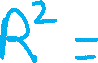 R² =